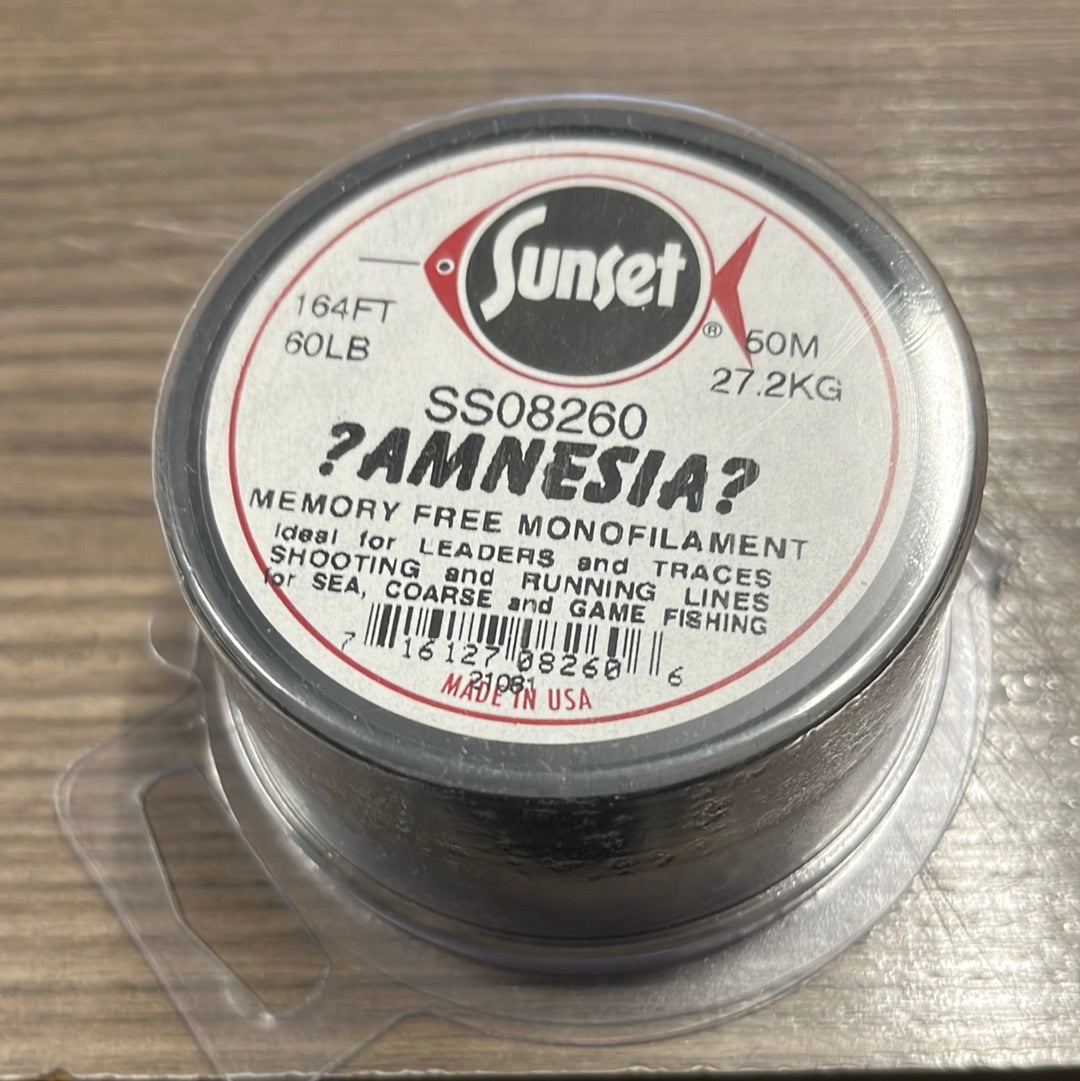 Sunset
®
164FT
60LB
50M
27.2KG
SS08260
?AMNESIA?
MEMORY FREE MONOFILAMENT
Ideal for LEADERS and TRACES
SHOOTING and RUNNING LINES
for SEA, COARSE and GAME FISHING
7 16127 08260 6
21081
MADE IN USA